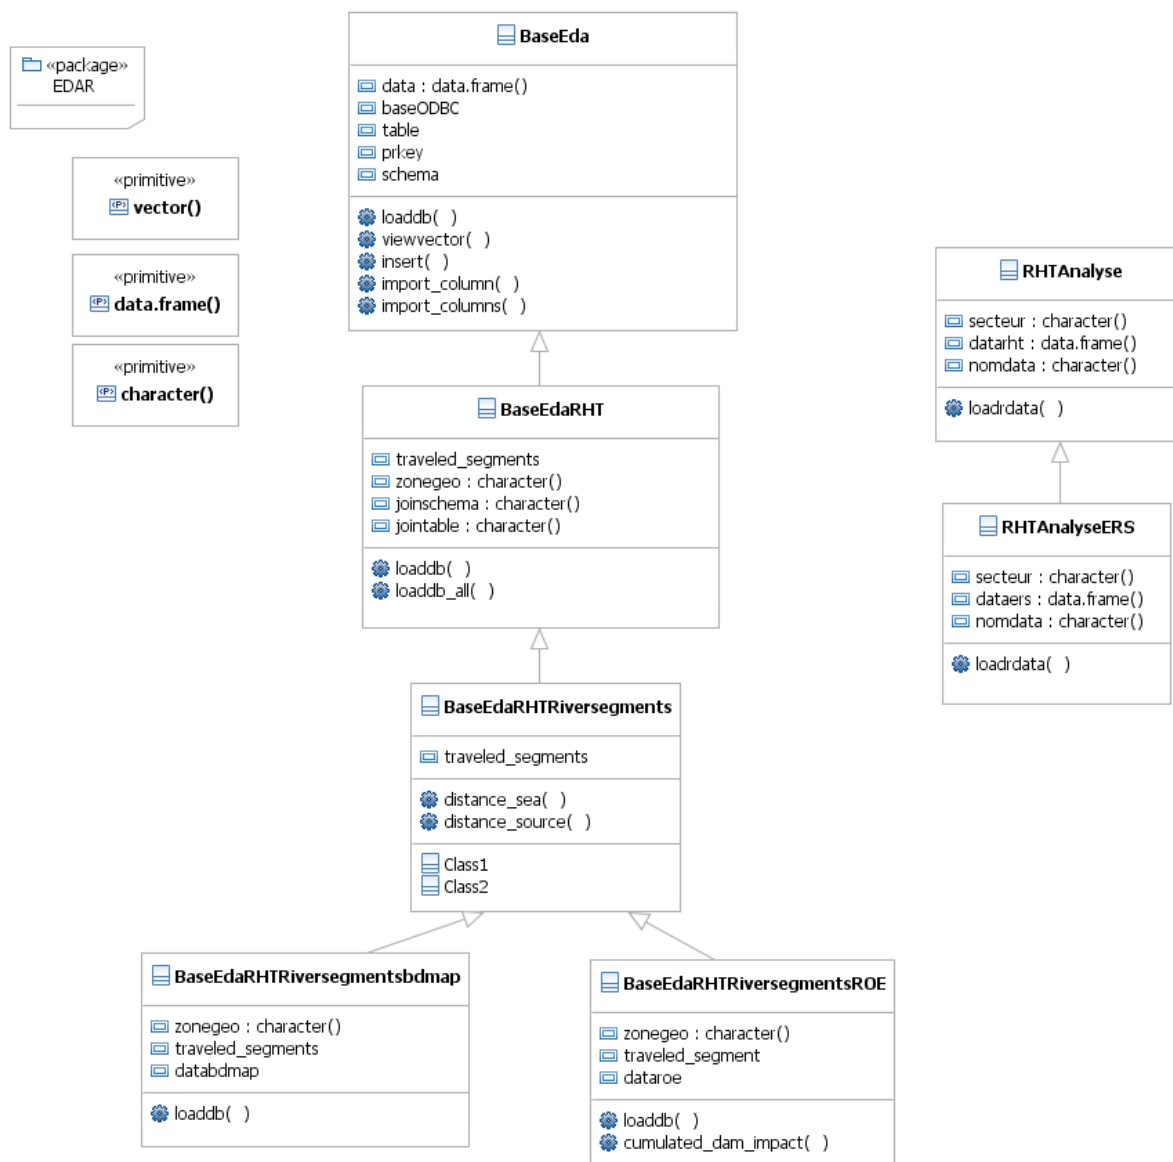 «package»
EDAR
«primitive»
vector()
«primitive»
data.frame()
«primitive»
character()
BaseEda
data : data.frame()
baseODBC
table
prkey
schema
loaddb( )
viewvector( )
insert( )
import_column( )
import_columns( )
BaseEdaRHT
traveled_segments
zonegeo : character()
joinschema : character()
jointable : character()
loaddb( )
loaddb_all( )
BaseEdaRHTRiversegments
traveled_segments
distance_sea( )
distance_source( )
Class1
Class2
BaseEdaRHTRiversegmentsbdmap
zonegeo : character()
traveled_segments
databdmap
loaddb( )
BaseEdaRHTRiversegmentsROE
zonegeo : character()
traveled_segment
dataroe
loaddb( )
cumulated_dam_impact( )
RHTAnalyse
secteur : character()
datarht : data.frame()
nomdata : character()
loadrdata( )
RHTAnalyseERS
secteur : character()
dataers : data.frame()
nomdata : character()
loadrdata( )